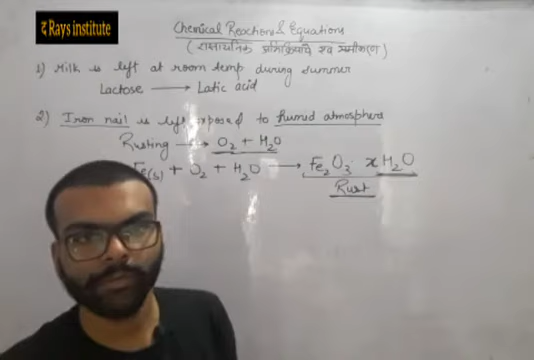 द Rays institute
Chemical Reactions & Equations
(रासायनिक अभिक्रियाएँ एवं समीकरण)
1) Milk is left at room temp during summer
Lactose ⟶ Latic acid
2) Iron nail is left exposed to humid atmosphere
Rusting ⟶ O₂ + H₂O
Fe(s) + O₂ + H₂O ⟶ Fe₂O₃. xH₂O
Rust